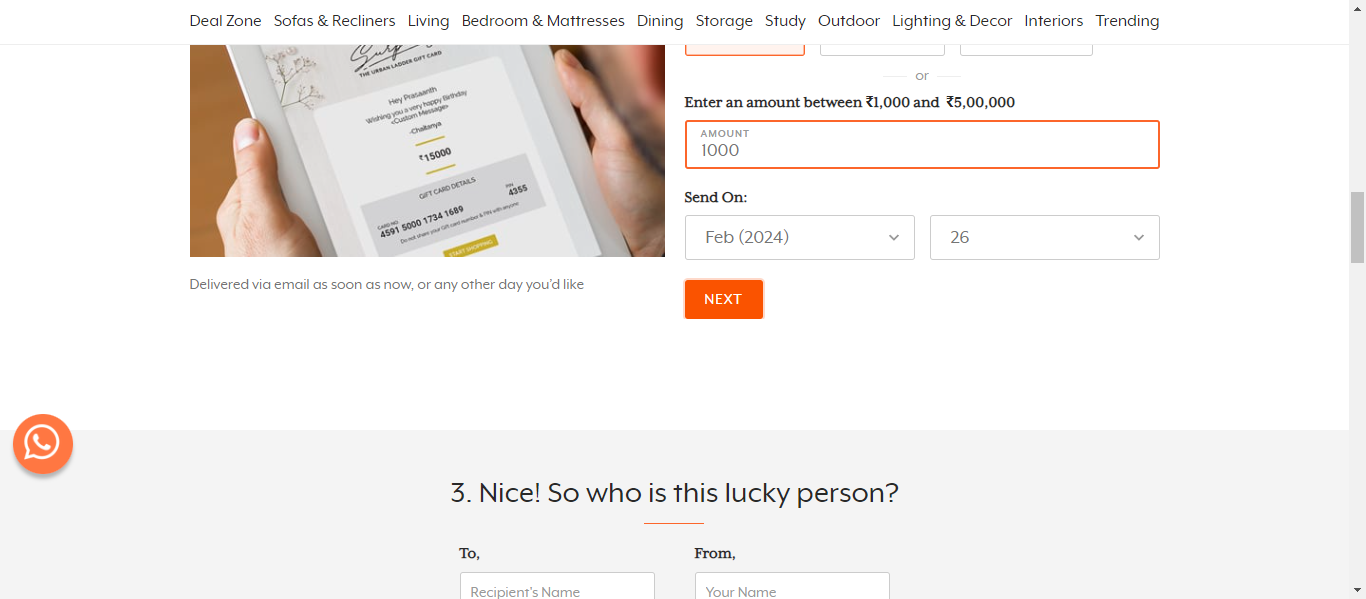 Deal Zone Sofas & Recliners Living Bedroom & Mattresses Dining Storage Study Outdoor Lighting & Decor Interiors Trending
THE URBAN LADDER GIFT CARD
Hey Prasaanth
Wishing you a very happy Birthday
<Custom Message>
-Chaitanya
₹15000
GIFT CARD DETAILS
CARD NO. PIN
4591 5000 1734 1689 4355
Do not share your Gift card number & PIN with anyone
START SHOPPING
Delivered via email as soon as now, or any other day you'd like
or
Enter an amount between ₹1,000 and ₹5,00,000
AMOUNT
1000
Send On:
Feb (2024) 26
NEXT
3. Nice! So who is this lucky person?
To, From,
Recipient's Name Your Name